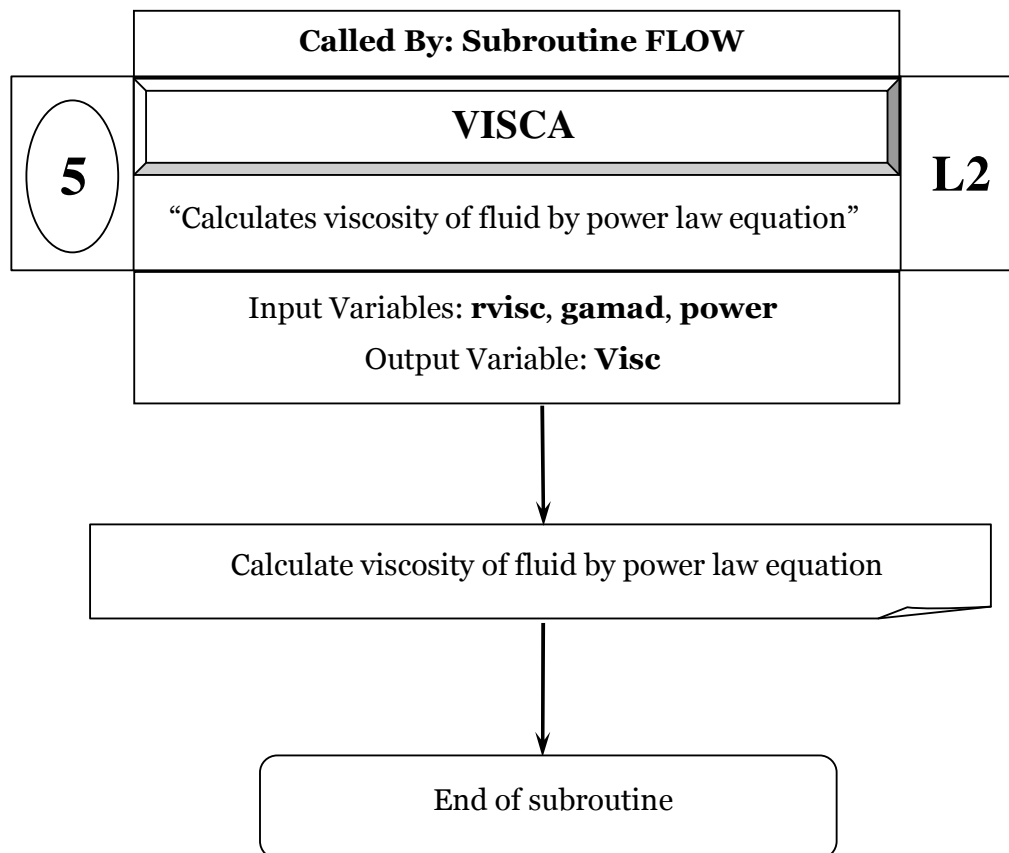 Called By: Subroutine FLOW
5
VISCA
L2
“Calculates viscosity of fluid by power law equation”
Input Variables: rvisc, gamad, power
Output Variable: Visc
Calculate viscosity of fluid by power law equation
End of subroutine